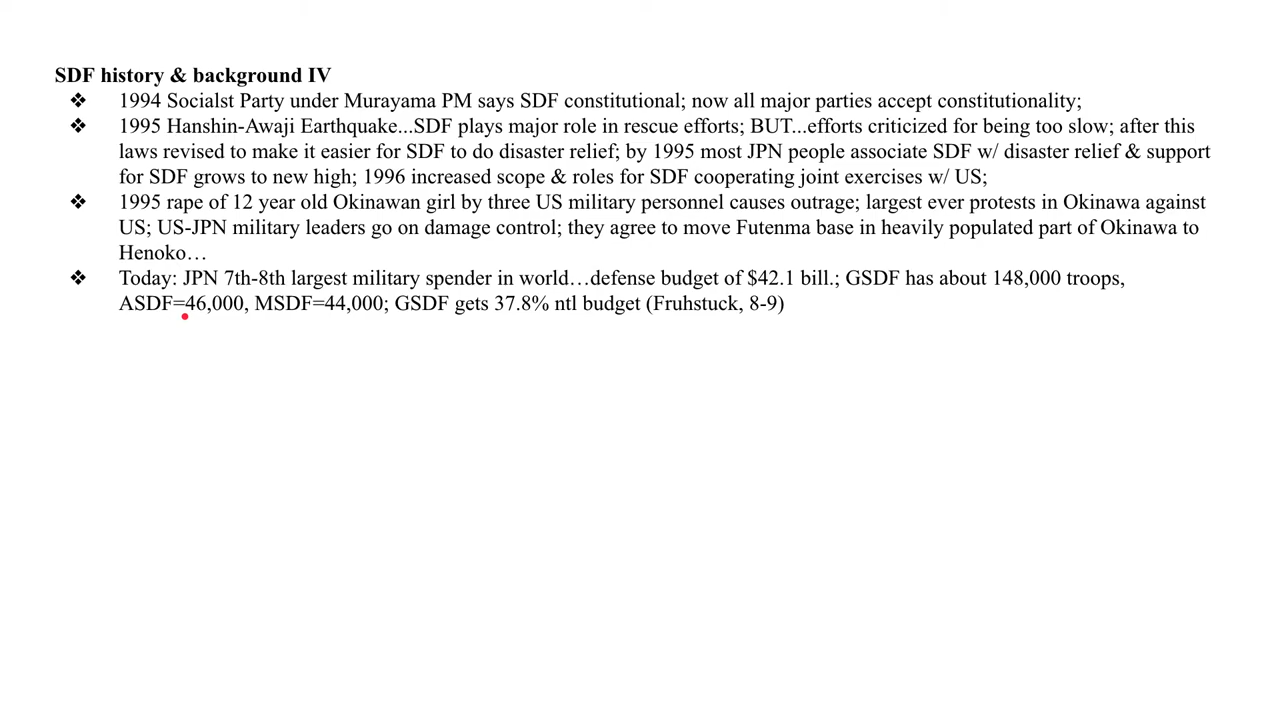 SDF history & background IV
❖ 1994 Socialst Party under Murayama PM says SDF constitutional; now all major parties accept constitutionality;
❖ 1995 Hanshin-Awaji Earthquake...SDF plays major role in rescue efforts; BUT...efforts criticized for being too slow; after this
laws revised to make it easier for SDF to do disaster relief; by 1995 most JPN people associate SDF w/ disaster relief & support
for SDF grows to new high; 1996 increased scope & roles for SDF cooperating joint exercises w/ US;
❖ 1995 rape of 12 year old Okinawan girl by three US military personnel causes outrage; largest ever protests in Okinawa against
US; US-JPN military leaders go on damage control; they agree to move Futenma base in heavily populated part of Okinawa to
Henoko…
❖ Today: JPN 7th-8th largest military spender in world…defense budget of $42.1 bill.; GSDF has about 148,000 troops,
ASDF=46,000, MSDF=44,000; GSDF gets 37.8% ntl budget (Fruhstuck, 8-9)